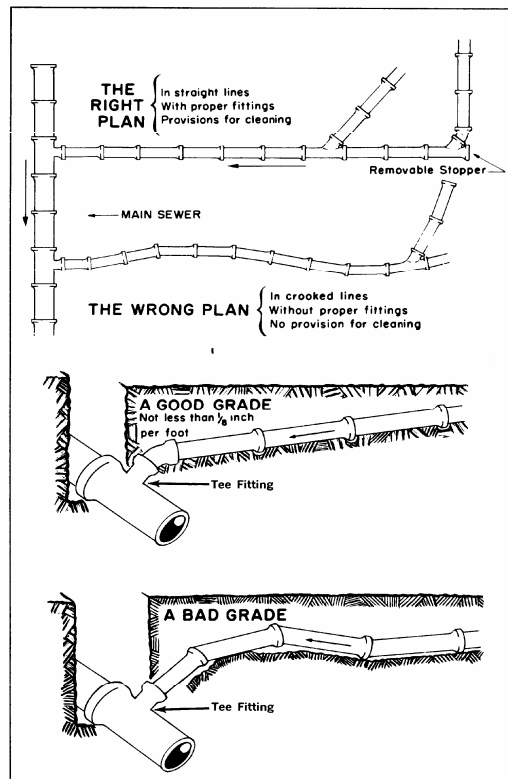 THE
RIGHT
PLAN
In straight lines
With proper fittings
Provisions for cleaning
Removable Stopper
MAIN SEWER
THE WRONG PLAN
In crooked lines
Without proper fittings
No provision for cleaning
A GOOD GRADE
Not less than 1/8 inch
per foot
Tee Fitting
A BAD GRADE
Tee Fitting